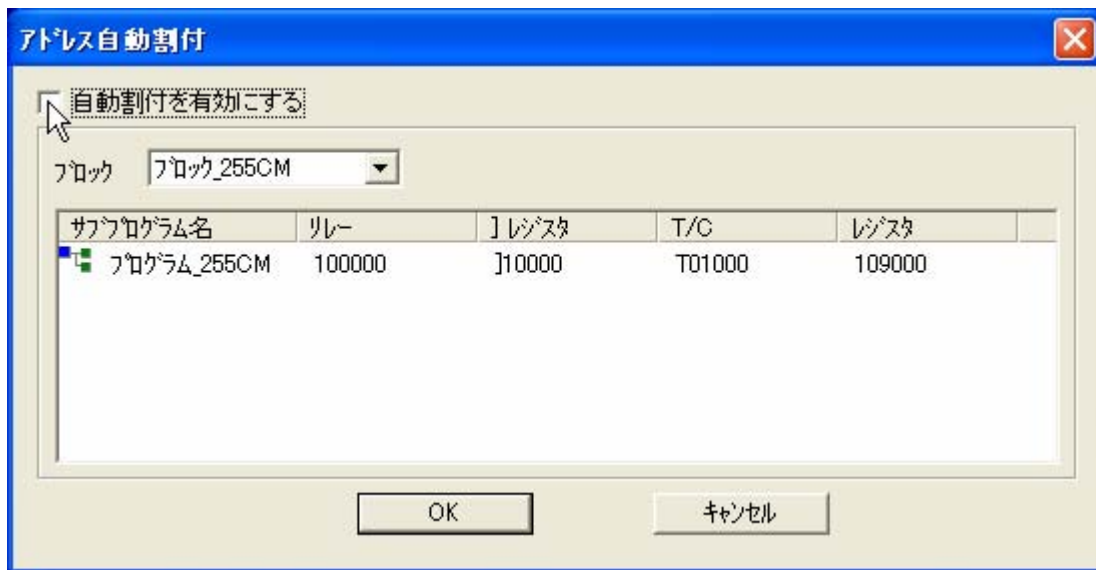 アドレス自動割付
自動割付を有効にする
ブロック ブロック_255CM
サブプログラム名 リレー ]レジスタ T/C レジスタ
プログラム_255CM 100000 ]10000 T01000 109000
OK キャンセル